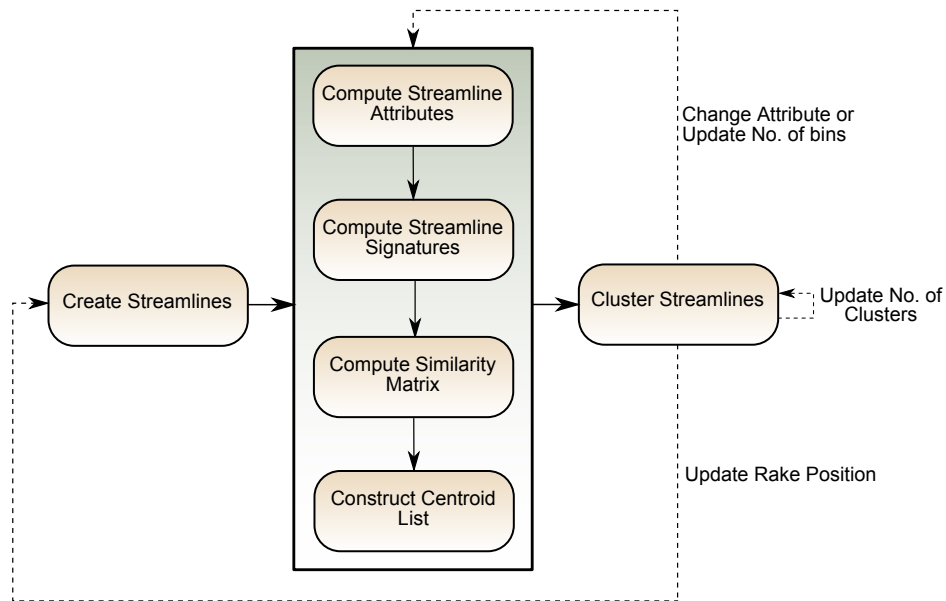 Compute Streamline
Attributes
Change Attribute or
Update No. of bins
Compute Streamline
Signatures
Create Streamlines
Cluster Streamlines
Update No. of
Clusters
Compute Similarity
Matrix
Update Rake Position
Construct Centroid
List